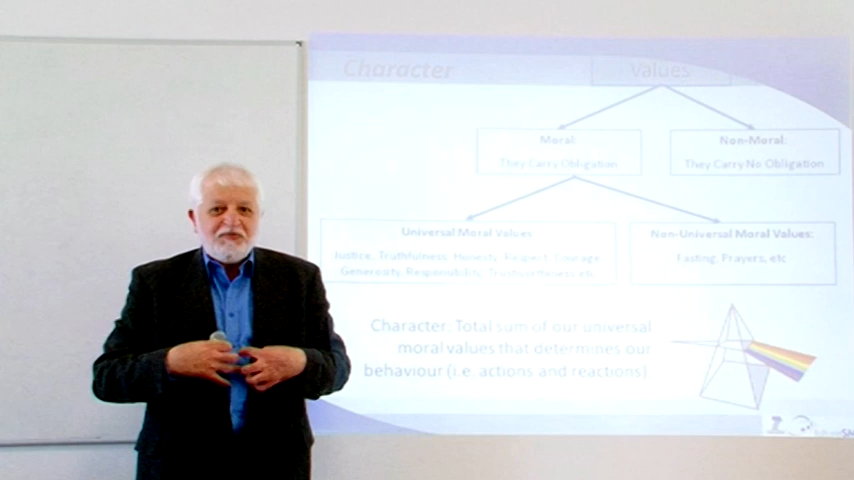 Character
Values
Moral:
They Carry Obligation
Non-Moral:
They Carry No Obligation
Universal Moral Values
Justice, Truthfulness, Honesty, Respect, Courage
Generosity, Responsibility, Trustworthiness etc
Non-Universal Moral Values:
Fasting, Prayers, etc
Character: Total sum of our universal
moral values that determines our
behaviour (i.e. actions and reactions)